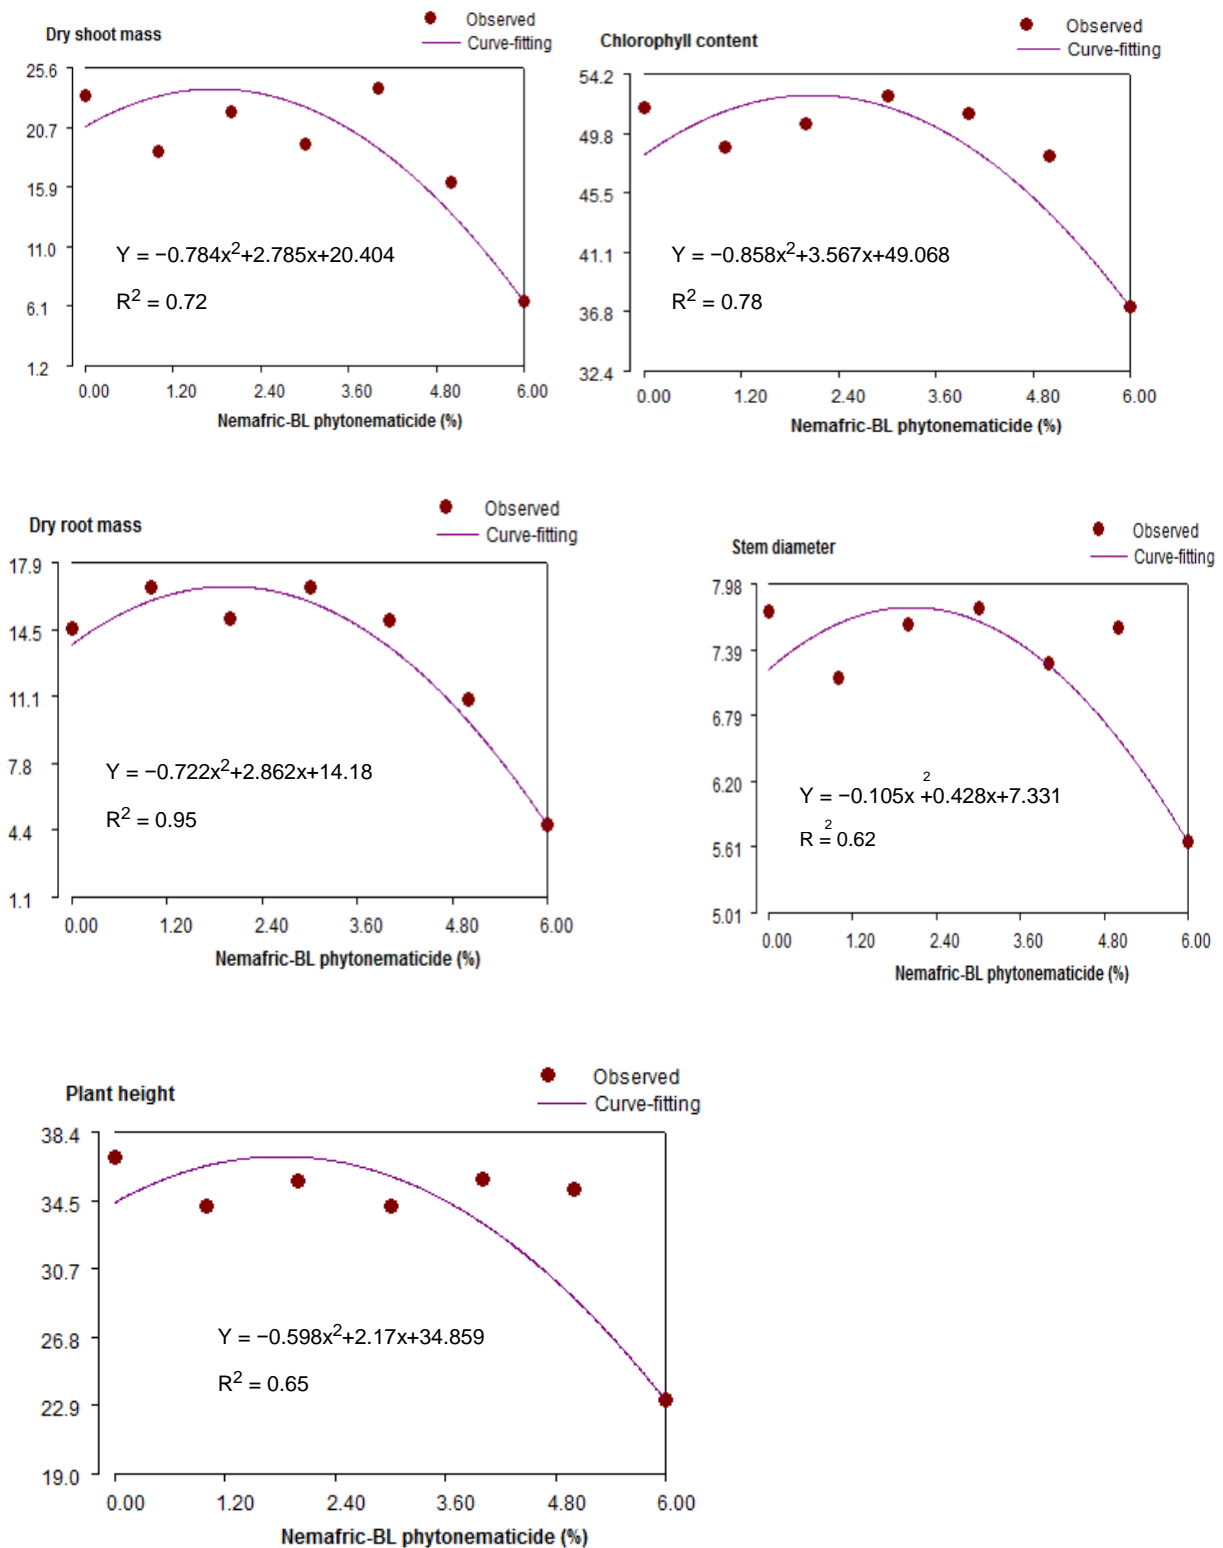 Dry shoot mass
Observed
Curve-fitting
25.6
20.7
15.9
11.0
6.1
1.2
Y = −0.784x²+2.785x+20.404
R² = 0.72
0.00 1.20 2.40 3.60 4.80 6.00
Nemafric-BL phytonematicide (%)
Chlorophyll content
Observed
Curve-fitting
54.2
49.8
45.5
41.1
36.8
32.4
Y = −0.858x²+3.567x+49.068
R² = 0.78
0.00 1.20 2.40 3.60 4.80 6.00
Nemafric-BL phytonematicide (%)
Dry root mass
Observed
Curve-fitting
17.9
14.5
11.1
7.8
4.4
1.1
Y = −0.722x²+2.862x+14.18
R² = 0.95
0.00 1.20 2.40 3.60 4.80 6.00
Nemafric-BL phytonematicide (%)
Stem diameter
Observed
Curve-fitting
7.98
7.39
6.79
6.20
5.61
5.01
Y = −0.105x²+0.428x+7.331
R² = 0.62
0.00 1.20 2.40 3.60 4.80 6.00
Nemafric-BL phytonematicide (%)
Plant height
Observed
Curve-fitting
38.4
34.5
30.7
26.8
22.9
19.0
Y = −0.598x²+2.17x+34.859
R² = 0.65
0.00 1.20 2.40 3.60 4.80 6.00
Nemafric-BL phytonematicide (%)